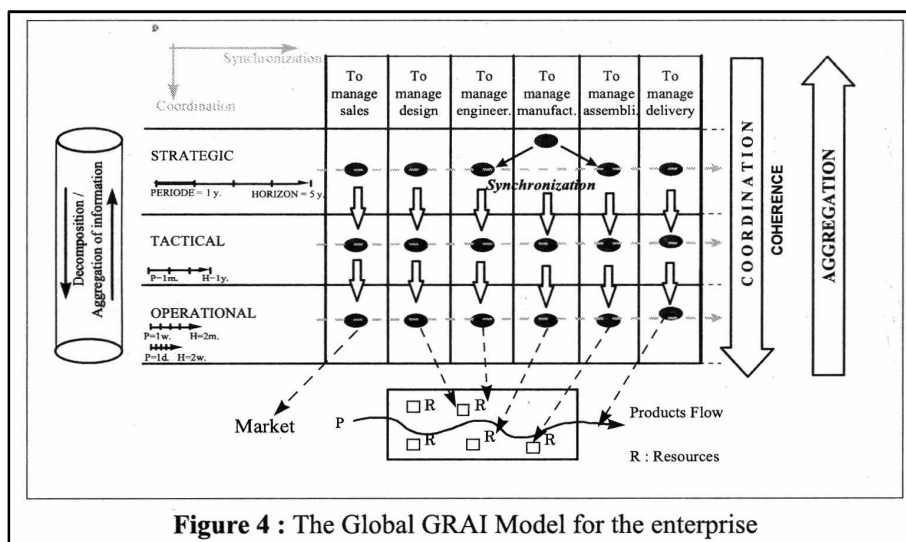 Synchronization
Coordination
To manage sales
To manage design
To manage engineer.
To manage manufact.
To manage assembli.
To manage delivery
Decomposition /
Aggregation of information
STRATEGIC
PERIODE = 1 y.
HORIZON = 5 y.
Synchronization
TACTICAL
P=1m.
H=1y.
OPERATIONAL
P=1w. H=2m.
P=1d. H=2w.
COORDINATION
COHERENCE
AGGREGATION
Market
P
R
R
R
R
R
Products Flow
R : Resources
Figure 4 : The Global GRAI Model for the enterprise